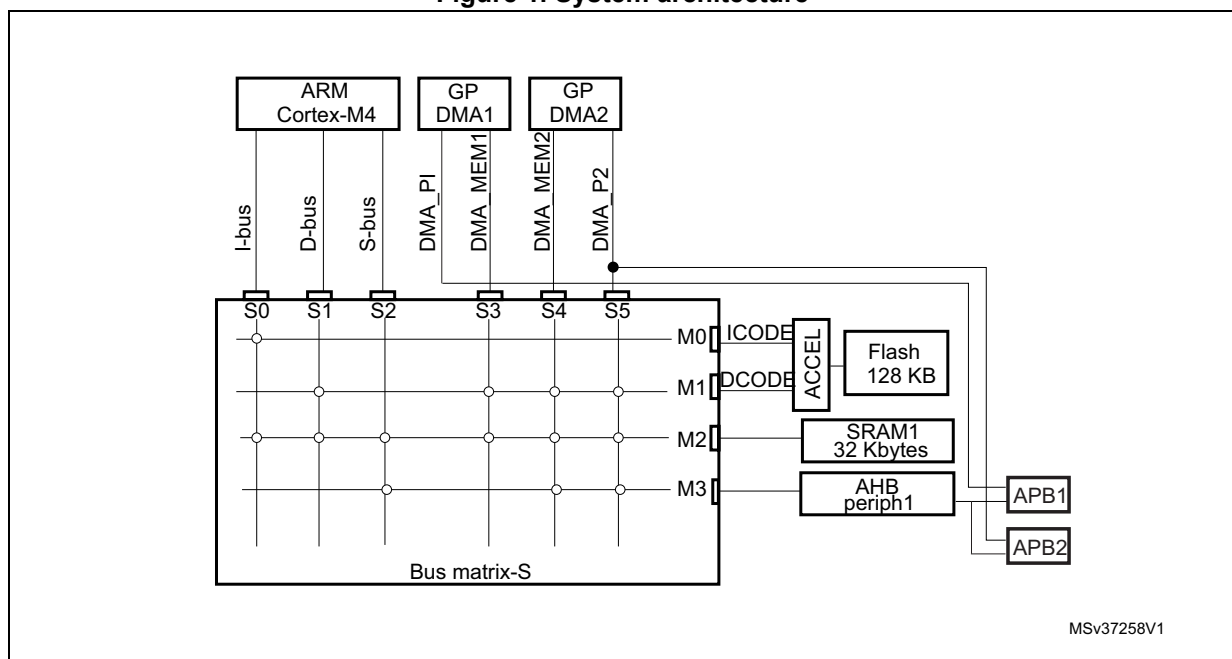 Figure 1. System architecture
ARM
Cortex-M4
GP
DMA1
GP
DMA2
I-bus
D-bus
S-bus
DMA_PI
DMA_MEM1
DMA_MEM2
DMA_P2
S0
S1
S2
S3
S4
S5
M0
ICODE
M1
DCODE
ACCEL
Flash
128 KB
M2
SRAM1
32 Kbytes
M3
AHB
periph1
APB1
APB2
Bus matrix-S
MSv37258V1